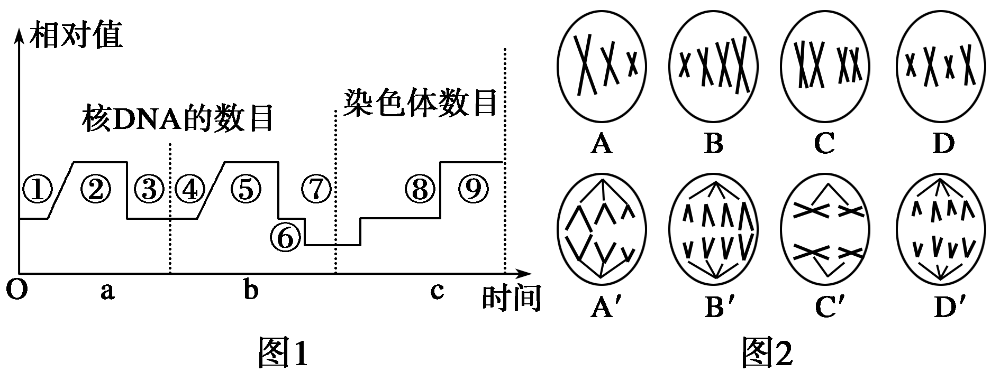 相对值
核DNA的数目
染色体数目
① ② ③ ④ ⑤ ⑥ ⑦ ⑧ ⑨
O a b c 时间
图1
A B C D
A′ B′ C′ D′
图2